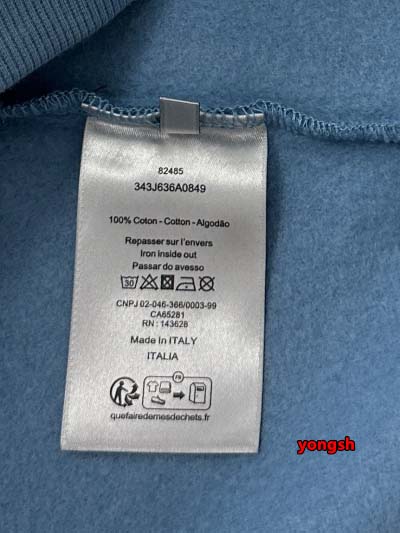 82485
343J636A0849
100% Coton - Cotton - Algodão
Repasser sur l'envers
Iron inside out
Passar do avesso
30
CNPJ 02-046-366/0003-99
CA65281
RN : 143628
Made in ITALY
ITALIA
FR
quefairedemesdechets.fr
yongsh